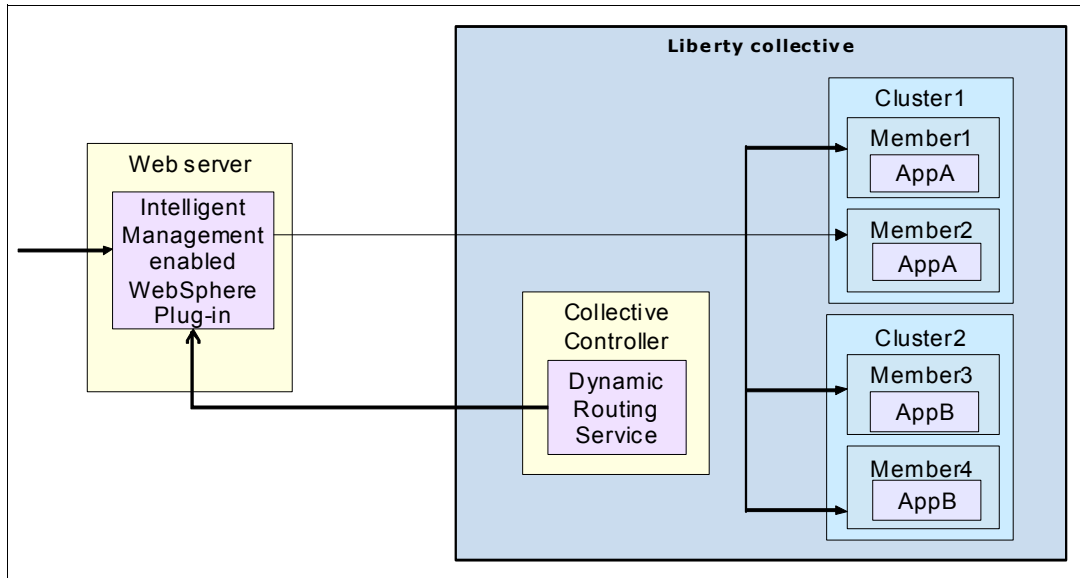 Liberty collective
Web server
Intelligent
Management
enabled
WebSphere
Plug-in
Collective
Controller
Dynamic
Routing
Service
Cluster1
Member1
AppA
Member2
AppA
Cluster2
Member3
AppB
Member4
AppB